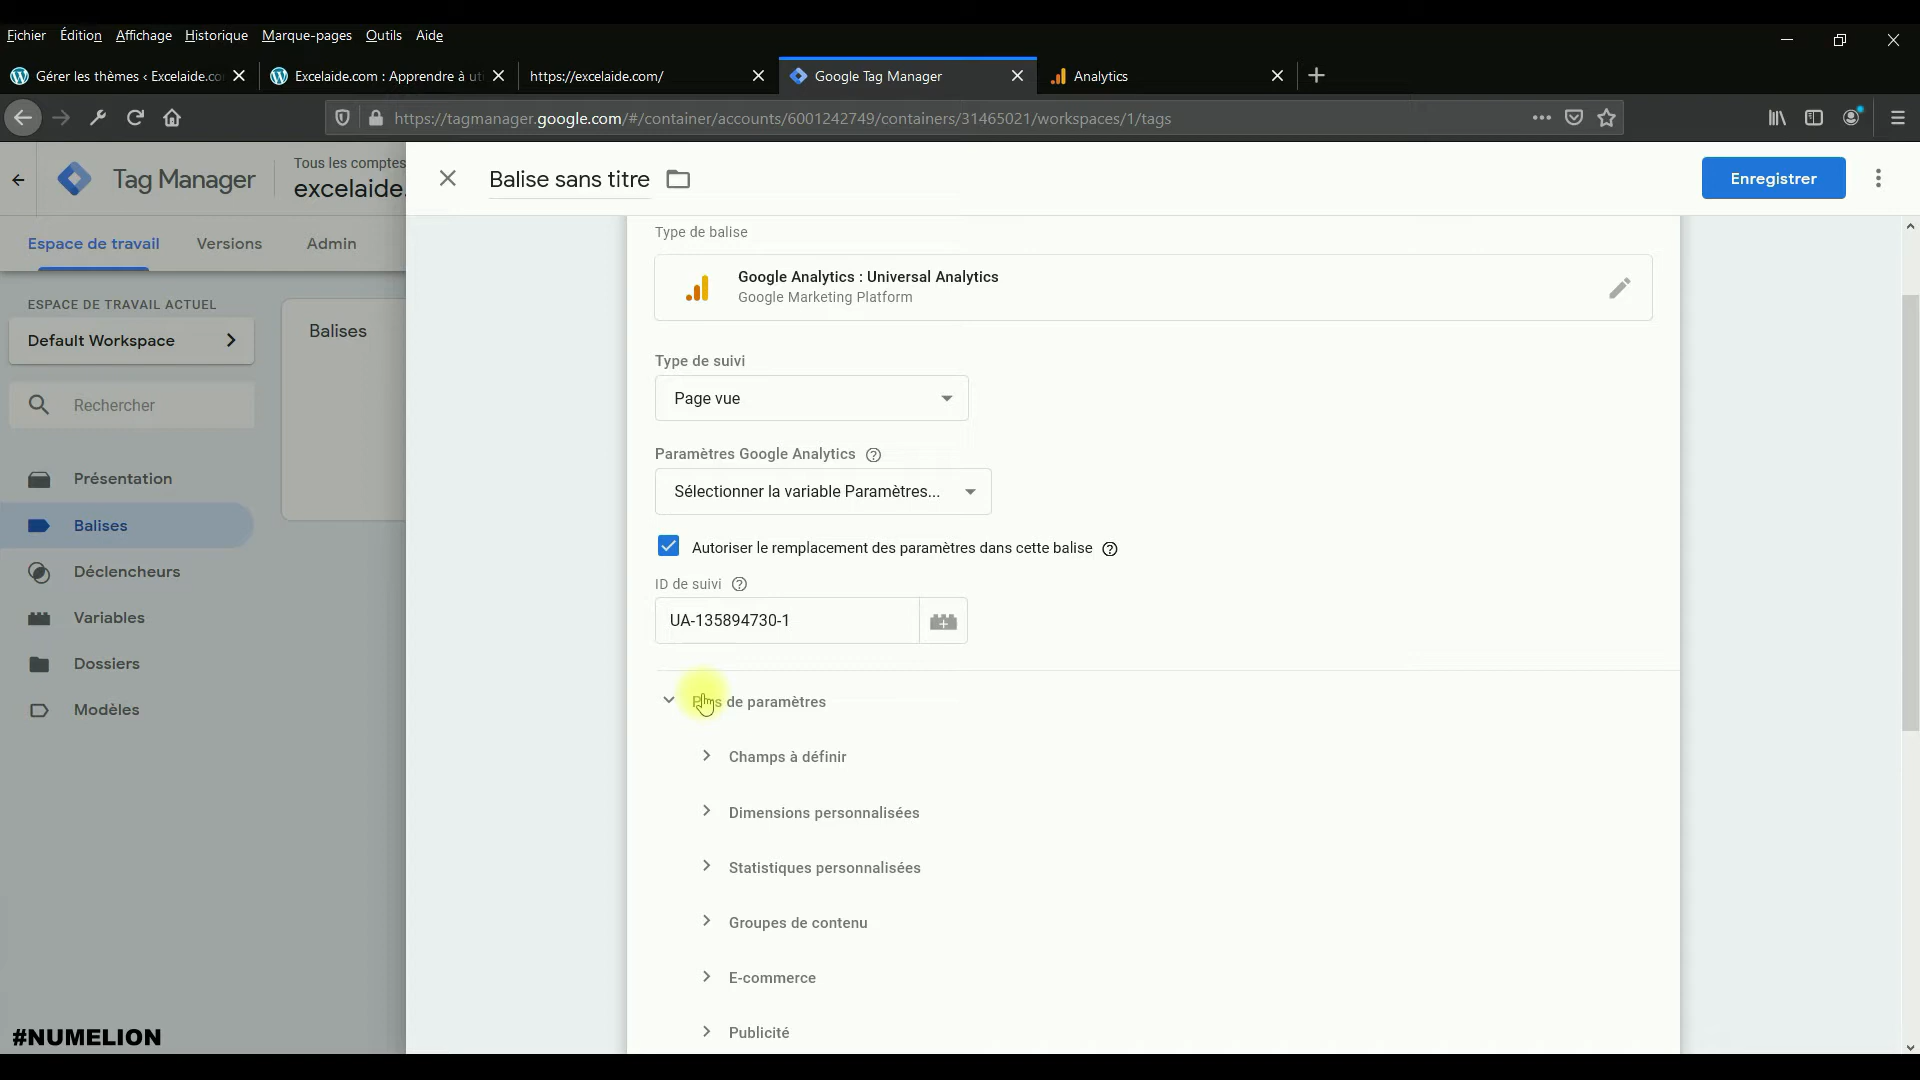 Fichier Édition Affichage Historique Marque-pages Outils Aide
Gérer les thèmes ‹ Excelaide.co
Excelaide.com : Apprendre à ut
https://excelaide.com/
Google Tag Manager
Analytics
https://tagmanager.google.com/#/container/accounts/6001242749/containers/31465021/workspaces/1/tags
Tag Manager
Tous les comptes
excelaide.
Balise sans titre
Enregistrer
Espace de travail Versions Admin
ESPACE DE TRAVAIL ACTUEL
Default Workspace
Rechercher
Présentation
Balises
Déclencheurs
Variables
Dossiers
Modèles
Balises
Type de balise
Google Analytics : Universal Analytics
Google Marketing Platform
Type de suivi
Page vue
Paramètres Google Analytics
Sélectionner la variable Paramètres...
Autoriser le remplacement des paramètres dans cette balise
ID de suivi
UA-135894730-1
Plus de paramètres
Champs à définir
Dimensions personnalisées
Statistiques personnalisées
Groupes de contenu
E-commerce
Publicité
#NUMELION